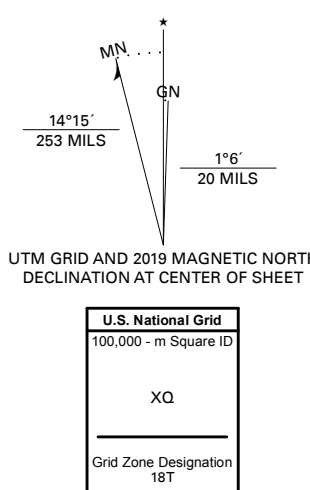 MN
GN
14°15´
253 MILS
1°6´
20 MILS
UTM GRID AND 2019 MAGNETIC NORTH
DECLINATION AT CENTER OF SHEET
U.S. National Grid
100,000 - m Square ID
XQ
Grid Zone Designation
18T